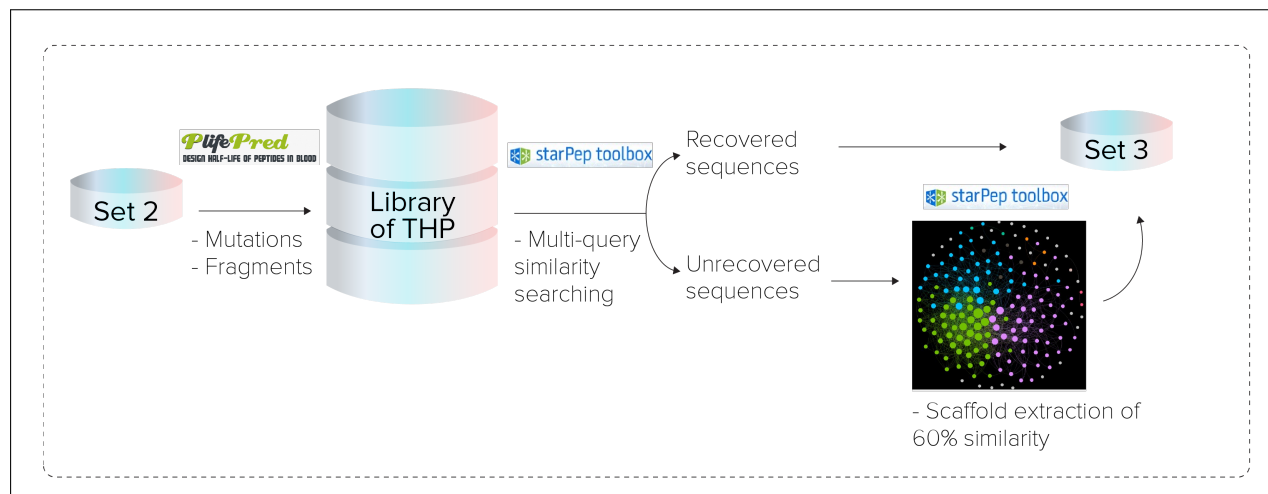 PlifePred
DESIGN HALF-LIFE OF PEPTIDES IN BLOOD
Set 2
- Mutations
- Fragments
Library
of THP
starPep toolbox
- Multi-query
similarity
searching
Recovered
sequences
Unrecovered
sequences
Set 3
starPep toolbox
- Scaffold extraction of
60% similarity